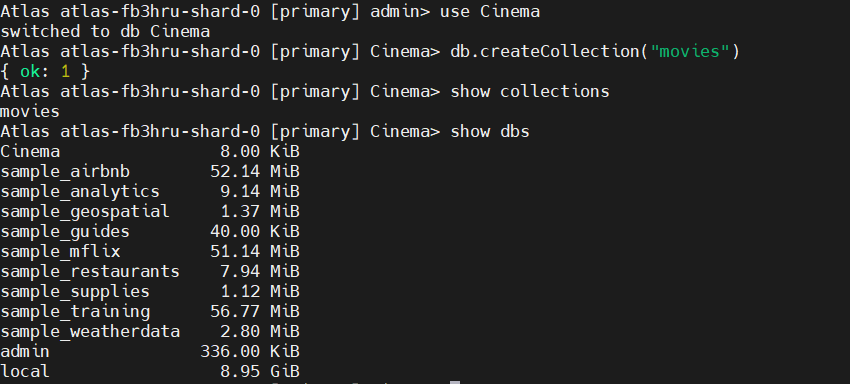 Atlas atlas-fb3hru-shard-0 [primary] admin> use Cinema
switched to db Cinema
Atlas atlas-fb3hru-shard-0 [primary] Cinema> db.createCollection("movies")
{ ok: 1 }
Atlas atlas-fb3hru-shard-0 [primary] Cinema> show collections
movies
Atlas atlas-fb3hru-shard-0 [primary] Cinema> show dbs
Cinema                8.00 KiB
sample_airbnb        52.14 MiB
sample_analytics      9.14 MiB
sample_geospatial     1.37 MiB
sample_guides        40.00 KiB
sample_mflix         51.14 MiB
sample_restaurants    7.94 MiB
sample_supplies       1.12 MiB
sample_training      56.77 MiB
sample_weatherdata    2.80 MiB
admin               336.00 KiB
local                 8.95 GiB